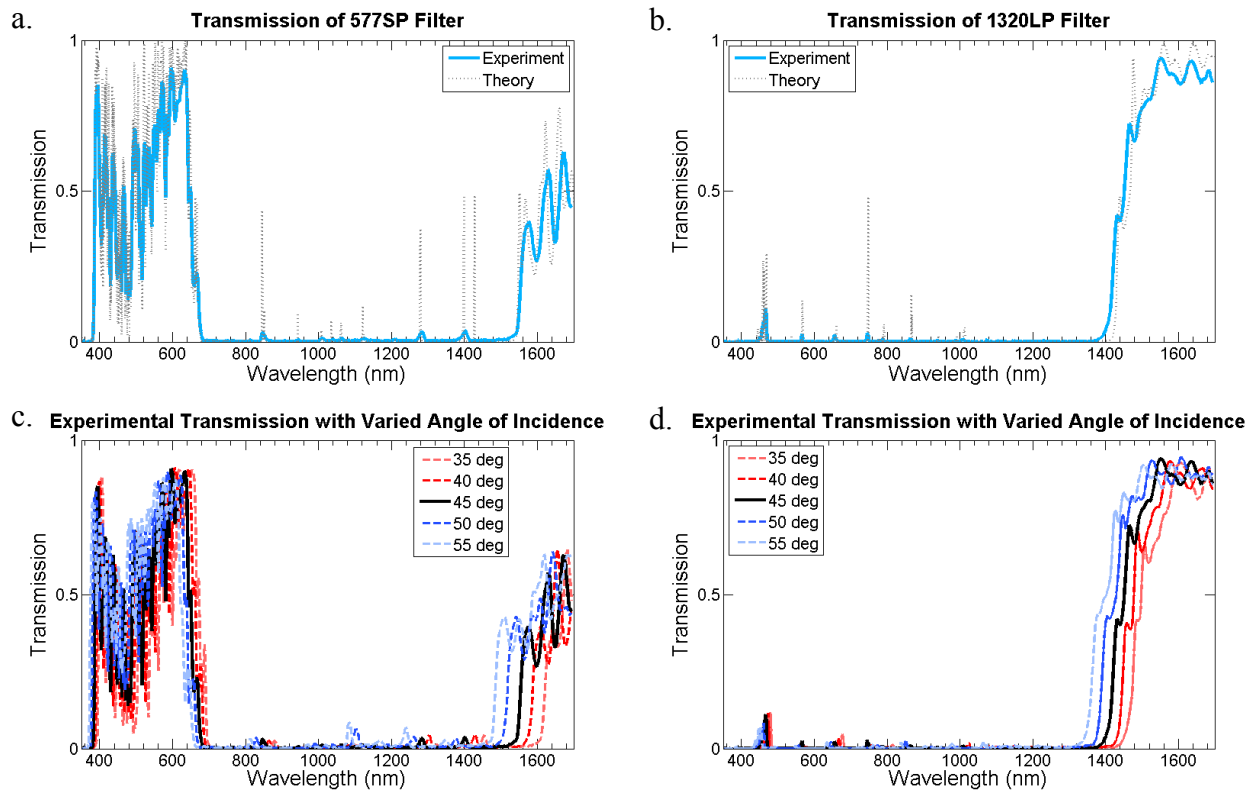 a.
Transmission of 577SP Filter
1
0.5
0
Transmission
Experiment
Theory
400 600 800 1000 1200 1400 1600
Wavelength (nm)
b.
Transmission of 1320LP Filter
1
0.5
0
Transmission
Experiment
Theory
400 600 800 1000 1200 1400 1600
Wavelength (nm)
c.
Experimental Transmission with Varied Angle of Incidence
1
0.5
0
Transmission
35 deg
40 deg
45 deg
50 deg
55 deg
400 600 800 1000 1200 1400 1600
Wavelength (nm)
d.
Experimental Transmission with Varied Angle of Incidence
1
0.5
0
Transmission
35 deg
40 deg
45 deg
50 deg
55 deg
400 600 800 1000 1200 1400 1600
Wavelength (nm)